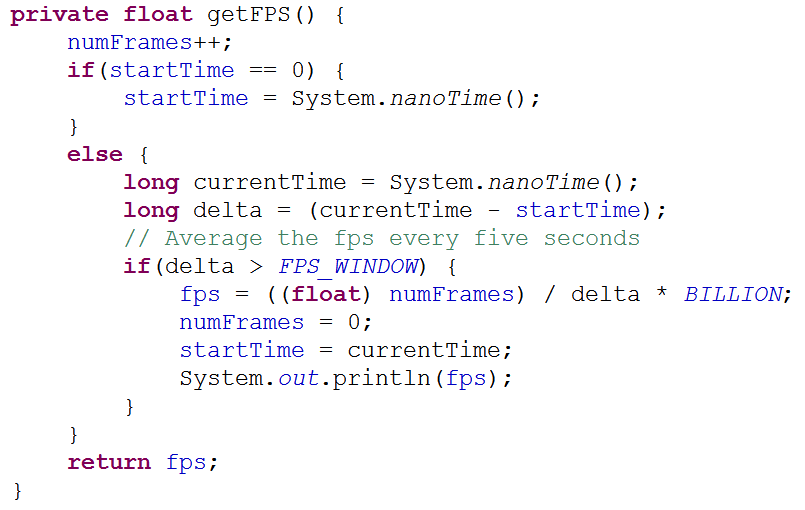 private float getFPS() {
    numFrames++;
    if(startTime == 0) {
        startTime = System.nanoTime();
    }
    else {
        long currentTime = System.nanoTime();
        long delta = (currentTime - startTime);
        // Average the fps every five seconds
        if(delta > FPS_WINDOW) {
            fps = ((float) numFrames) / delta * BILLION;
            numFrames = 0;
            startTime = currentTime;
            System.out.println(fps);
        }
    }
    return fps;
}